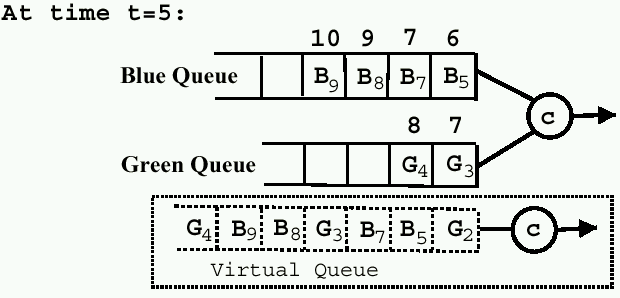 At time t=5:
10 9 7 6
Blue Queue B9 B8 B7 B5
c
8 7
Green Queue G4 G3
G4 B9 B8 G3 B7 B5 G2 c
Virtual Queue